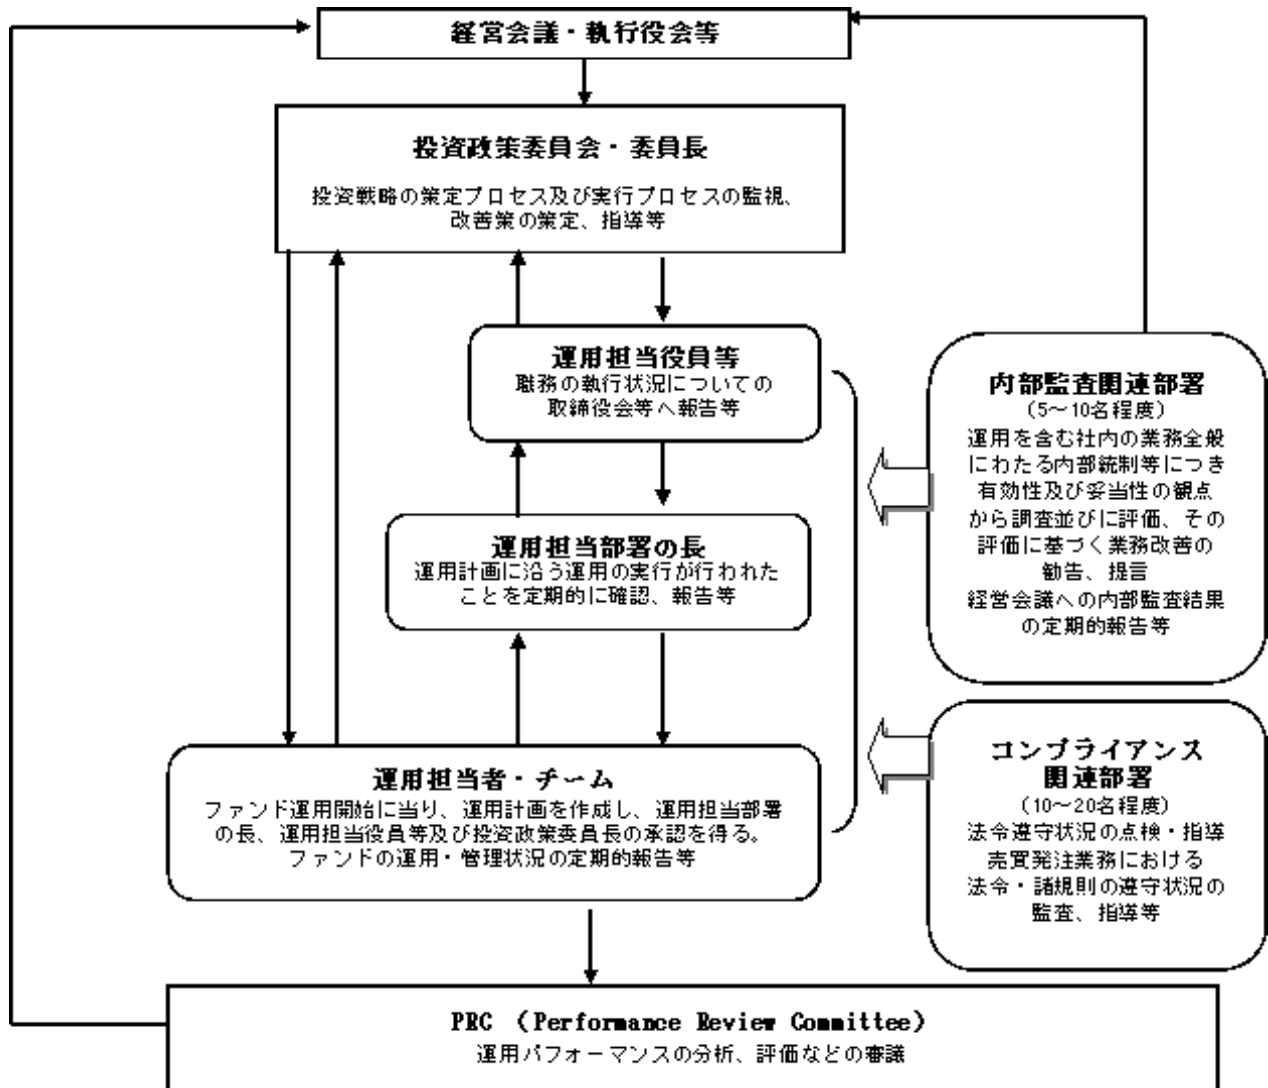 経営会議・執行役会等
投資政策委員会・委員長
投資戦略の策定プロセス及び実行プロセスの監視、
改善策の策定、指導等
運用担当役員等
職務の執行状況についての
取締役会等へ報告等
運用担当部署の長
運用計画に沿う運用の実行が行われた
ことを定期的に確認、報告等
運用担当者・チーム
ファンド運用開始に当り、運用計画を作成し、運用担当部署
の長、運用担当役員等及び投資政策委員長の承認を得る。
ファンドの運用・管理状況の定期的報告等
内部監査関連部署
（5～10名程度）
運用を含む社内の業務全般
にわたる内部統制等につき
有効性及び妥当性の観点
から調査並びに評価、その
評価に基づく業務改善の
勧告、提言
経営会議への内部監査結果
の定期的報告等
コンプライアンス
関連部署
（10～20名程度）
法令遵守状況の点検・指導
売買発注業務における
法令・諸規則の遵守状況の
監査、指導等
PRC （Performance Review Committee）
運用パフォーマンスの分析、評価などの審議